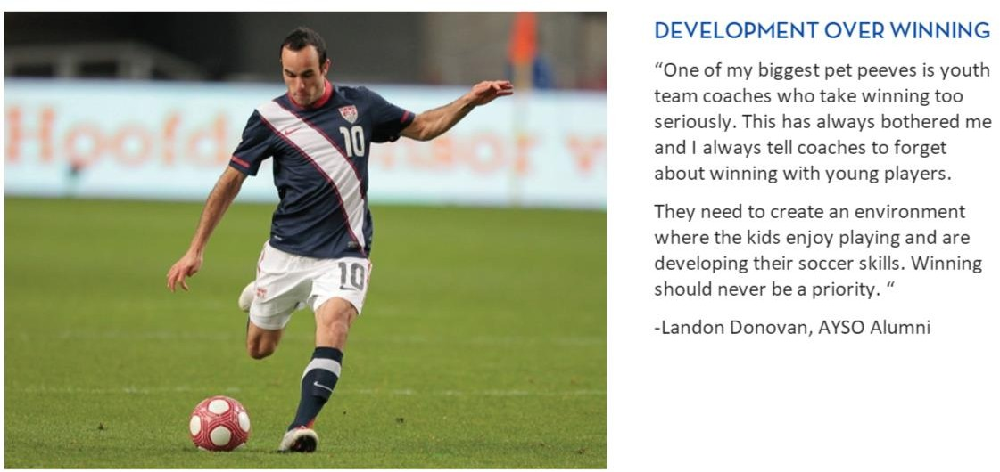 DEVELOPMENT OVER WINNING
“One of my biggest pet peeves is youth
team coaches who take winning too
seriously. This has always bothered me
and I always tell coaches to forget
about winning with young players.
They need to create an environment
where the kids enjoy playing and are
developing their soccer skills. Winning
should never be a priority. “
-Landon Donovan, AYSO Alumni
10
10